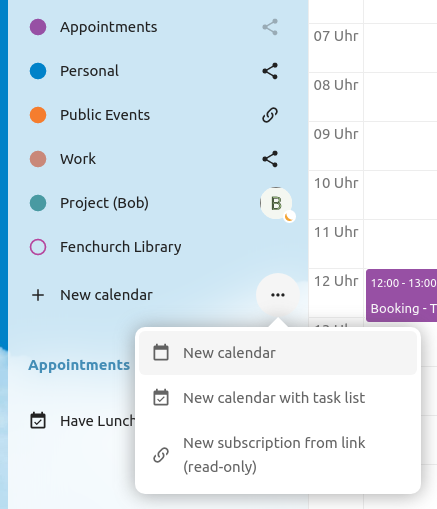 Appointments
07 Uhr
Personal
08 Uhr
Public Events
09 Uhr
Work
10 Uhr
Project (Bob)
B
11 Uhr
Fenchurch Library
12 Uhr
12:00 - 13:00
Booking - T
New calendar
New calendar
Appointments
New calendar with task list
Have Lunch
New subscription from link
(read-only)